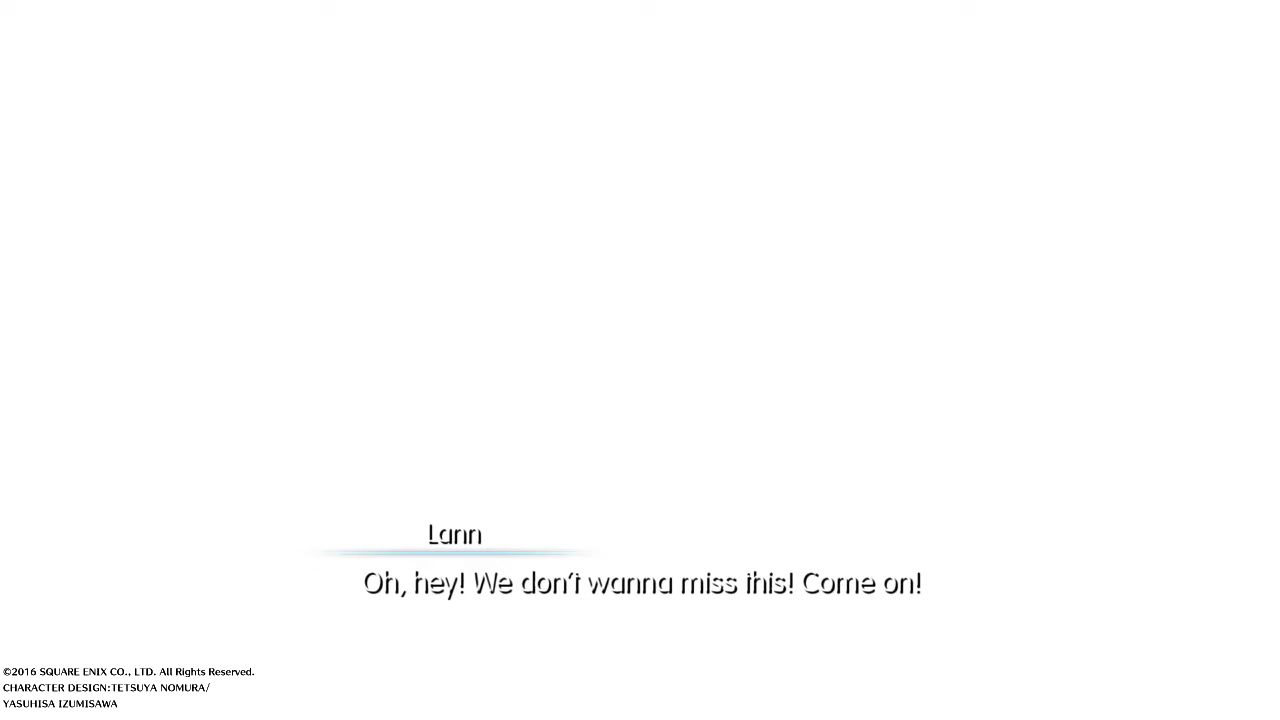 Lann
Oh, hey! We don't wanna miss this! Come on!
©2016 SQUARE ENIX CO., LTD. All Rights Reserved.
CHARACTER DESIGN:TETSUYA NOMURA/
YASUHISA IZUMISAWA